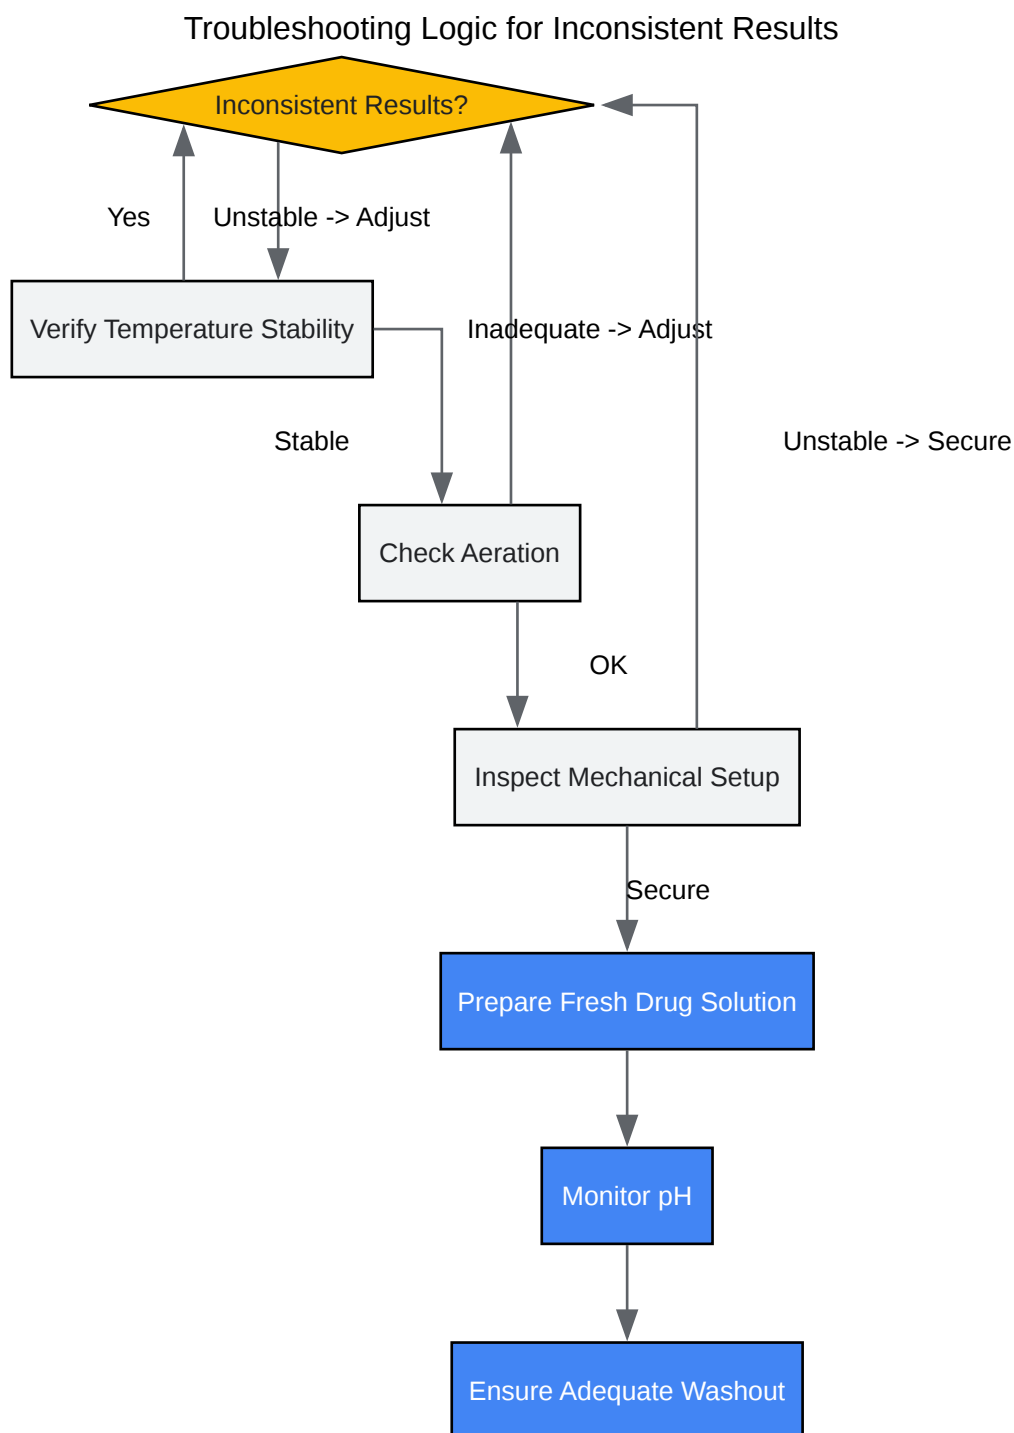 Troubleshooting Logic for Inconsistent Results
Inconsistent Results?
Yes
Unstable -> Adjust
Verify Temperature Stability
Inadequate -> Adjust
Stable
Unstable -> Secure
Check Aeration
OK
Inspect Mechanical Setup
Secure
Prepare Fresh Drug Solution
Monitor pH
Ensure Adequate Washout